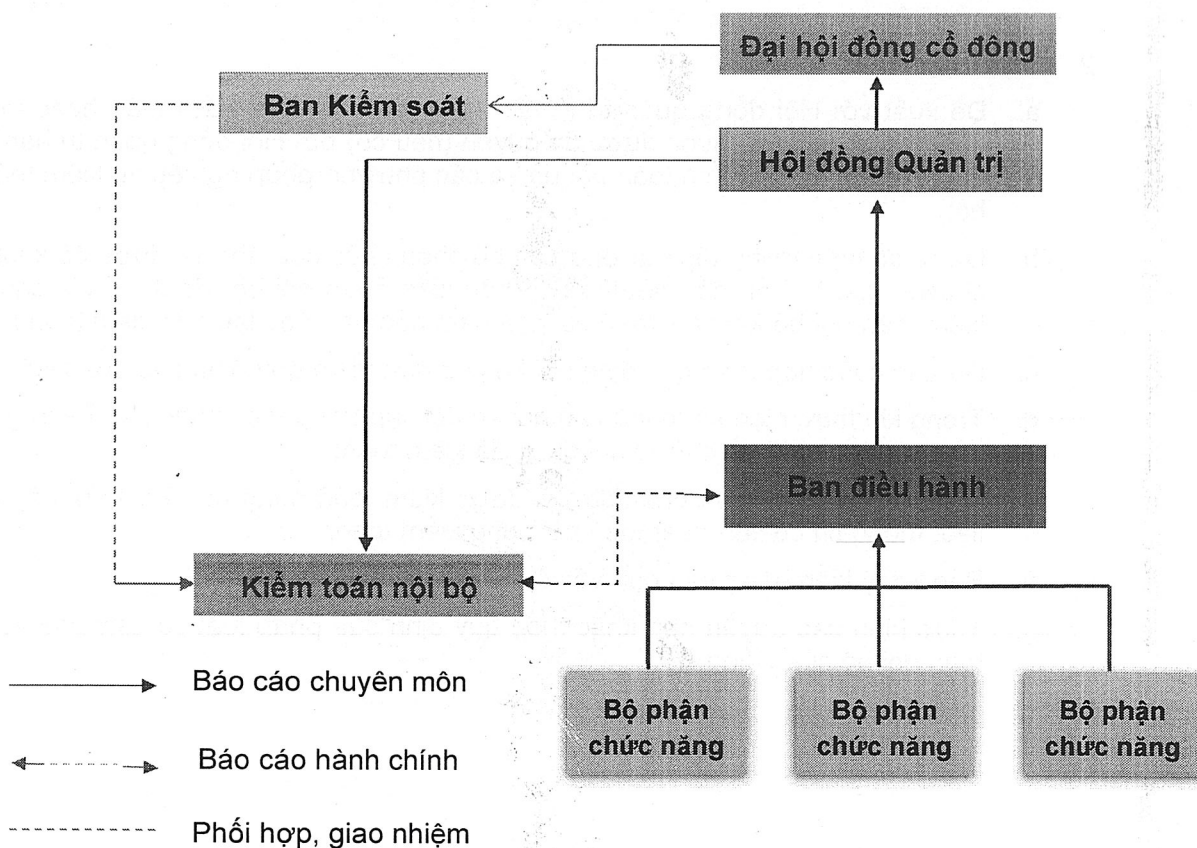 Đại hội đồng cổ đông
Ban Kiểm soát
Hội đồng Quản trị
Ban điều hành
Kiểm toán nội bộ
Báo cáo chuyên môn
Báo cáo hành chính
Phối hợp, giao nhiệm
Bộ phận
chức năng
Bộ phận
chức năng
Bộ phận
chức năng